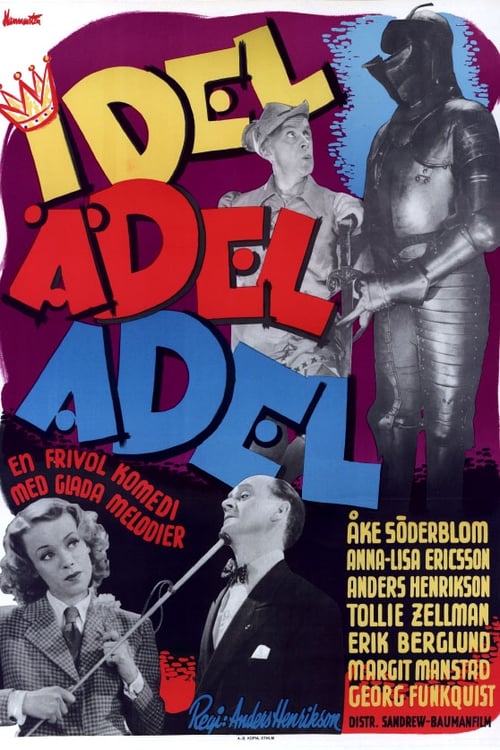 IDEL
ÄDEL
ADEL
EN FRIVOL KOMEDI
MED GLADA MELODIER
ÅKE SÖDERBLOM
ANNA-LISA ERICSSON
ANDERS HENRIKSON
TOLLIE ZELLMAN
ERIK BERGLUND
MARGIT MANSTAD
GEORG FUNKQUIST
Regi: Anders Henrikson
DISTR. SANDREW-BAUMANFILM